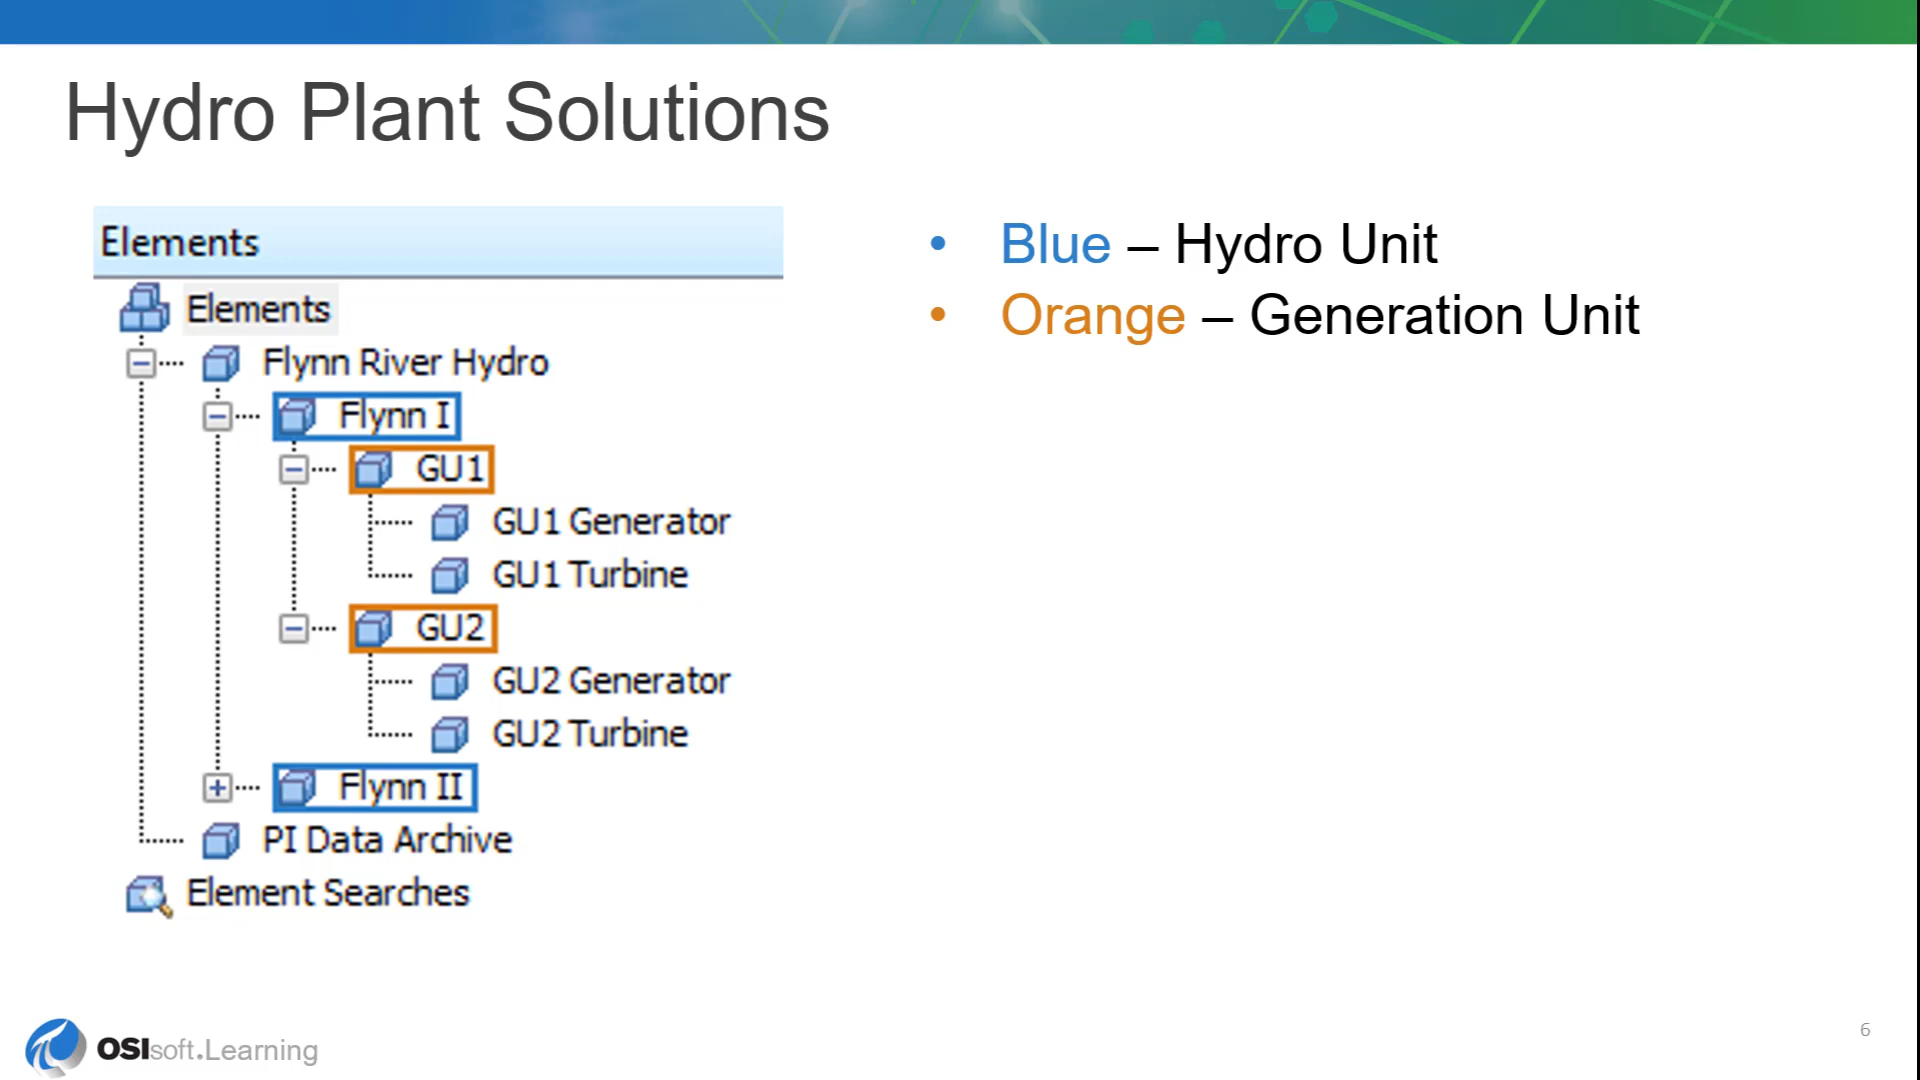 Hydro Plant Solutions
Elements
Elements
Flynn River Hydro
Flynn I
GU1
GU1 Generator
GU1 Turbine
GU2
GU2 Generator
GU2 Turbine
Flynn II
PI Data Archive
Element Searches
• Blue – Hydro Unit
• Orange – Generation Unit
OSIsoft.Learning
6